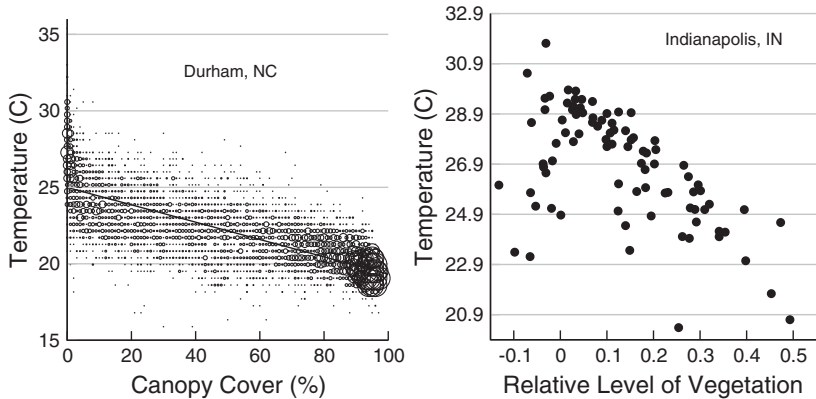 35
30
25
20
15
Temperature (C)
Durham, NC
0 20 40 60 80 100
Canopy Cover (%)
32.9
30.9
28.9
26.9
24.9
22.9
20.9
Temperature (C)
Indianapolis, IN
-0.1 0 0.1 0.2 0.3 0.4 0.5
Relative Level of Vegetation